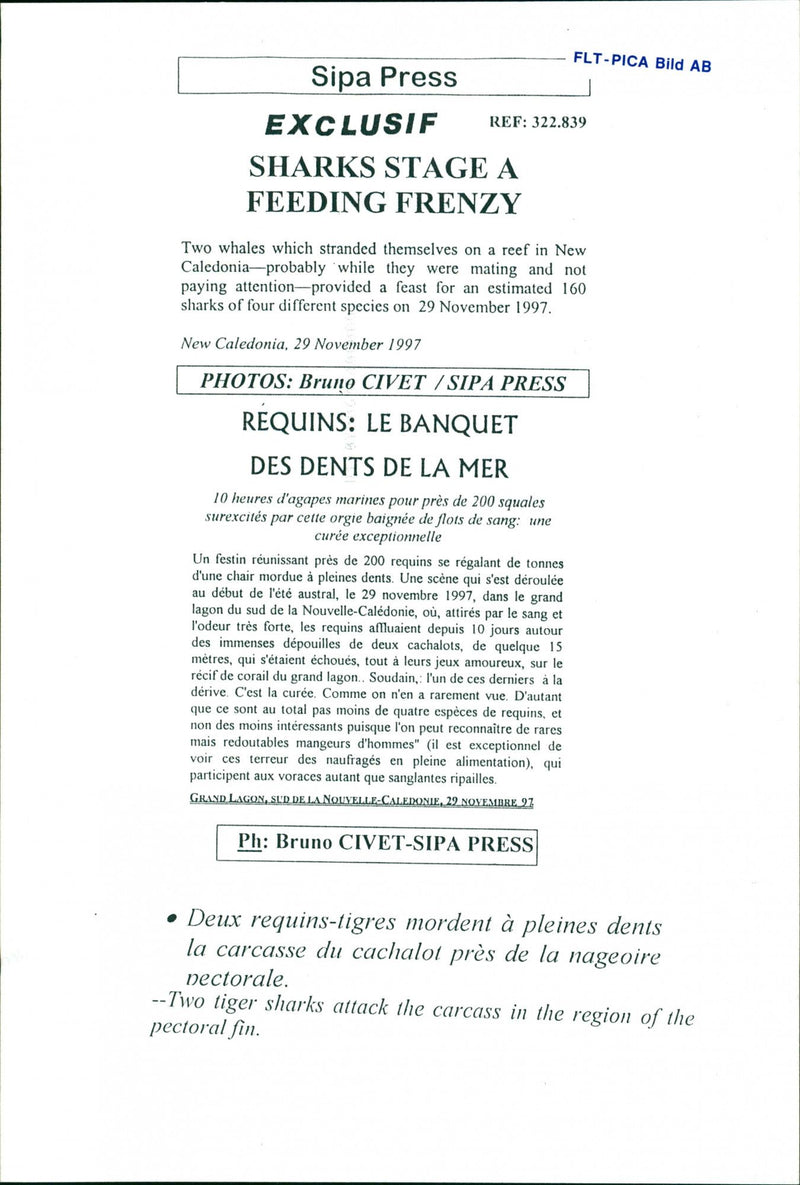 FLT-PICA Bild AB
Sipa Press
EXCLUSIF REF: 322.839
SHARKS STAGE A
FEEDING FRENZY
Two whales which stranded themselves on a reef in New
Caledonia—probably while they were mating and not
paying attention—provided a feast for an estimated 160
sharks of four different species on 29 November 1997.
New Caledonia, 29 November 1997
PHOTOS: Bruno CIVET / SIPA PRESS
RÉQUINS: LE BANQUET
DES DENTS DE LA MER
10 heures d'agapes marines pour près de 200 squales
surexcités par cette orgie baignée de flots de sang: une
curée exceptionnelle
Un festin réunissant près de 200 requins se régalant de tonnes
d'une chair mordue à pleines dents. Une scène qui s'est déroulée
au début de l'été austral, le 29 novembre 1997, dans le grand
lagon du sud de la Nouvelle-Calédonie, où, attirés par le sang et
l'odeur très forte, les requins affluaient depuis 10 jours autour
des immenses dépouilles de deux cachalots, de quelque 15
mètres, qui s'étaient échoués, tout à leurs jeux amoureux, sur le
récif de corail du grand lagon.. Soudain,: l'un de ces derniers à la
dérive. C'est la curée. Comme on n'en a rarement vue. D'autant
que ce sont au total pas moins de quatre espèces de requins, et
non des moins intéressants puisque l'on peut reconnaître de rares
mais redoutables mangeurs d'hommes" (il est exceptionnel de
voir ces terreur des naufragés en pleine alimentation), qui
participent aux voraces autant que sanglantes ripailles.
GRAND LAGON, SUD DE LA NOUVELLE-CALEDONIE, 29 NOVEMBRE 97
Ph: Bruno CIVET-SIPA PRESS
• Deux requins-tigres mordent à pleines dents
la carcasse du cachalot près de la nageoire
pectorale.
--Two tiger sharks attack the carcass in the region of the
pectoral fin.